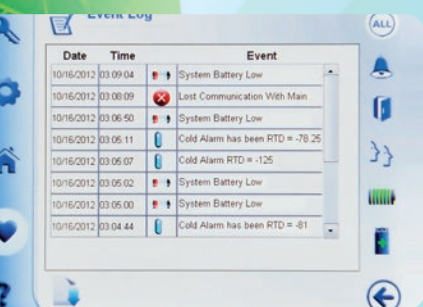 Event Log
ALL
Date Time Event
10/16/2012 03:09:04 System Battery Low
10/16/2012 03:08:09 Lost Communication With Main
10/16/2012 03:06:50 System Battery Low
10/16/2012 03:05:11 Cold Alarm has been RTD = -78.25
10/16/2012 03:05:07 Cold Alarm RTD = -125
10/16/2012 03:05:02 System Battery Low
10/16/2012 03:05:00 System Battery Low
10/16/2012 03:04:44 Cold Alarm has been RTD = -81
?